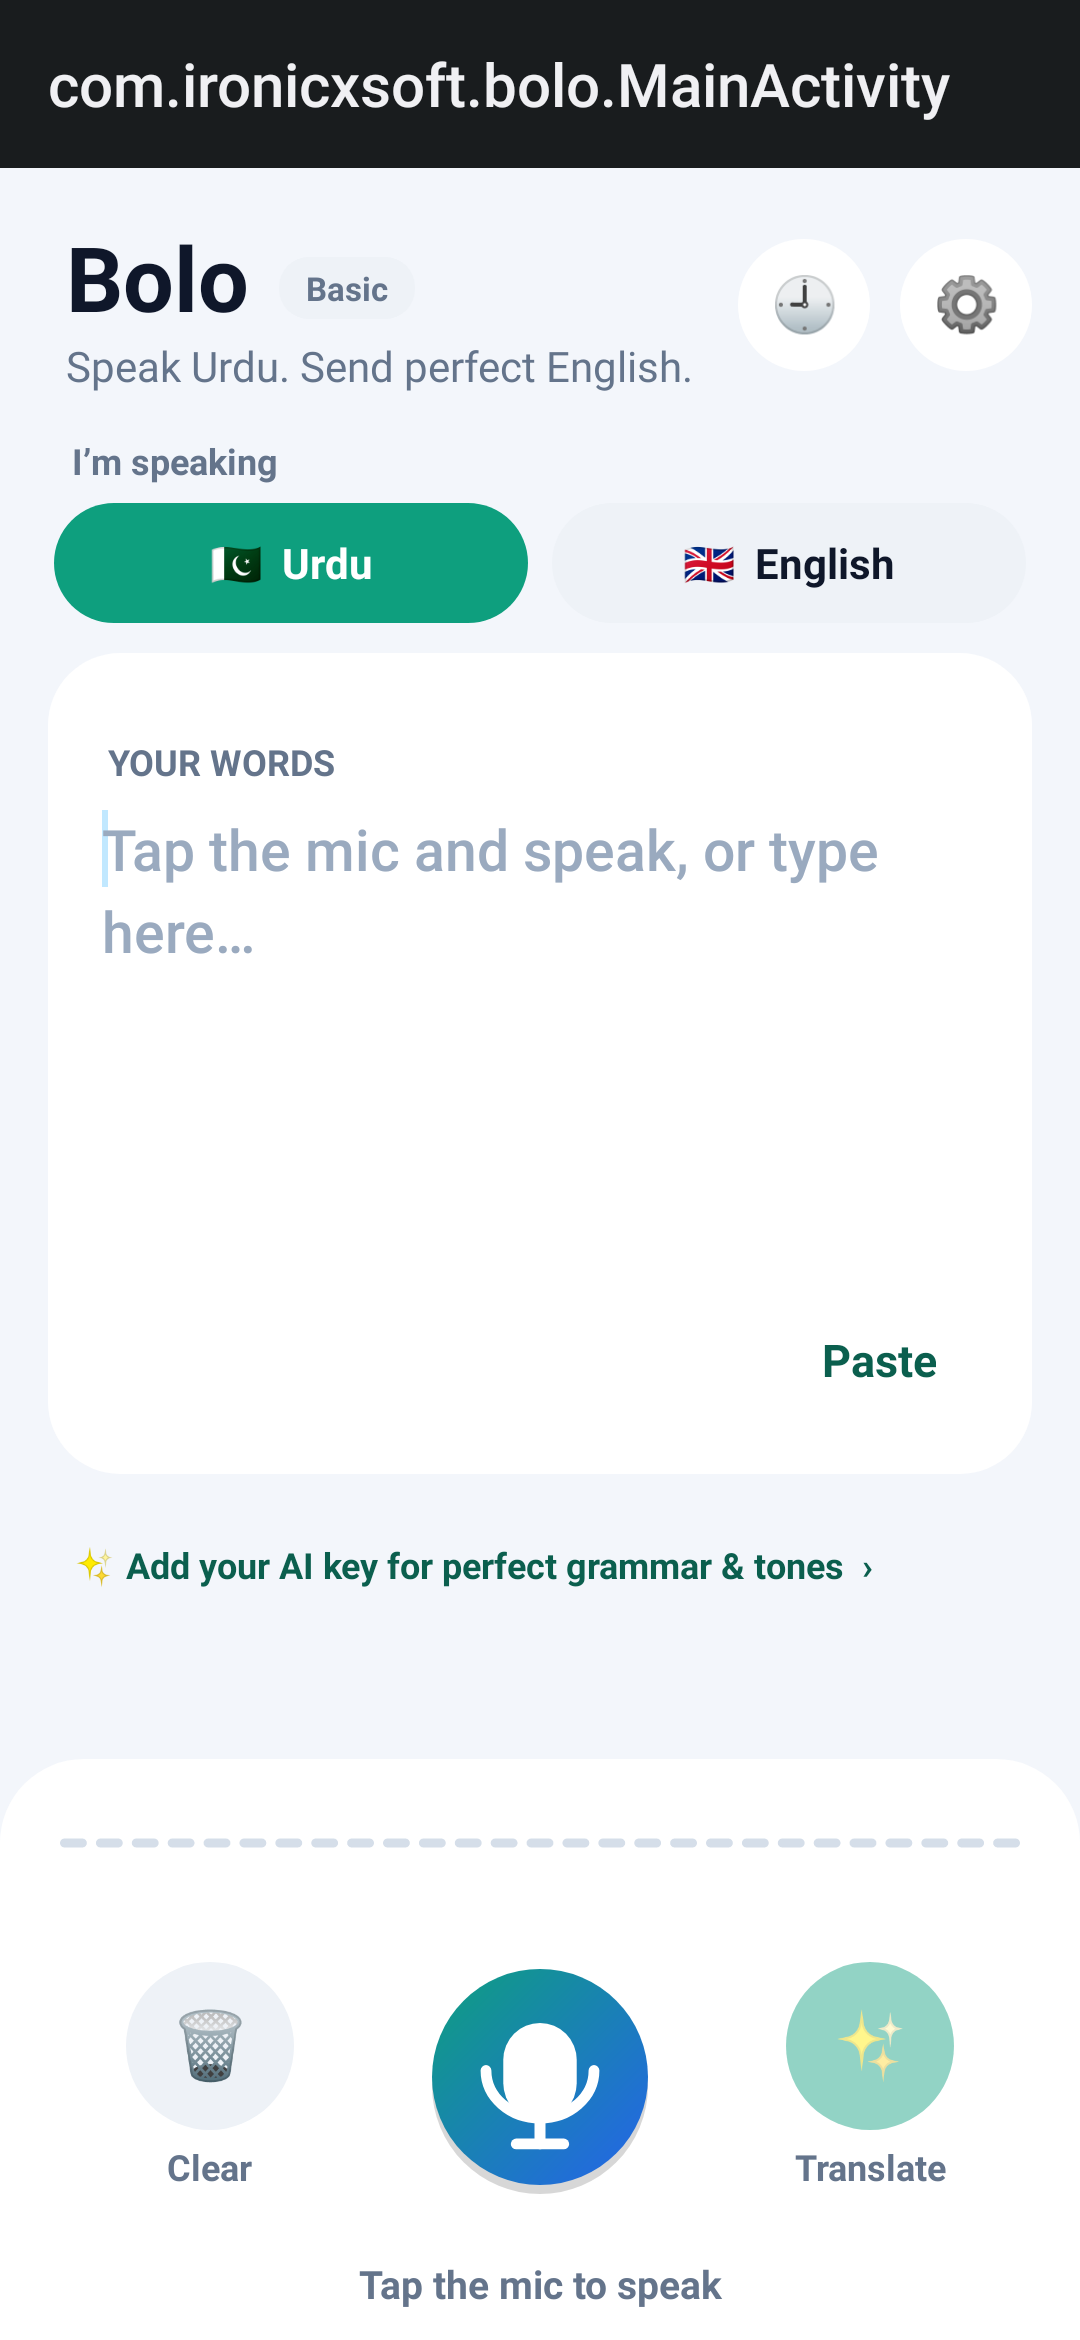 com.ironicxsoft.bolo.MainActivity
Bolo
Basic
Speak Urdu. Send perfect English.
I’m speaking
Urdu
English
YOUR WORDS
Tap the mic and speak, or type
here…
Paste
Add your AI key for perfect grammar & tones ›
Clear
Translate
Tap the mic to speak